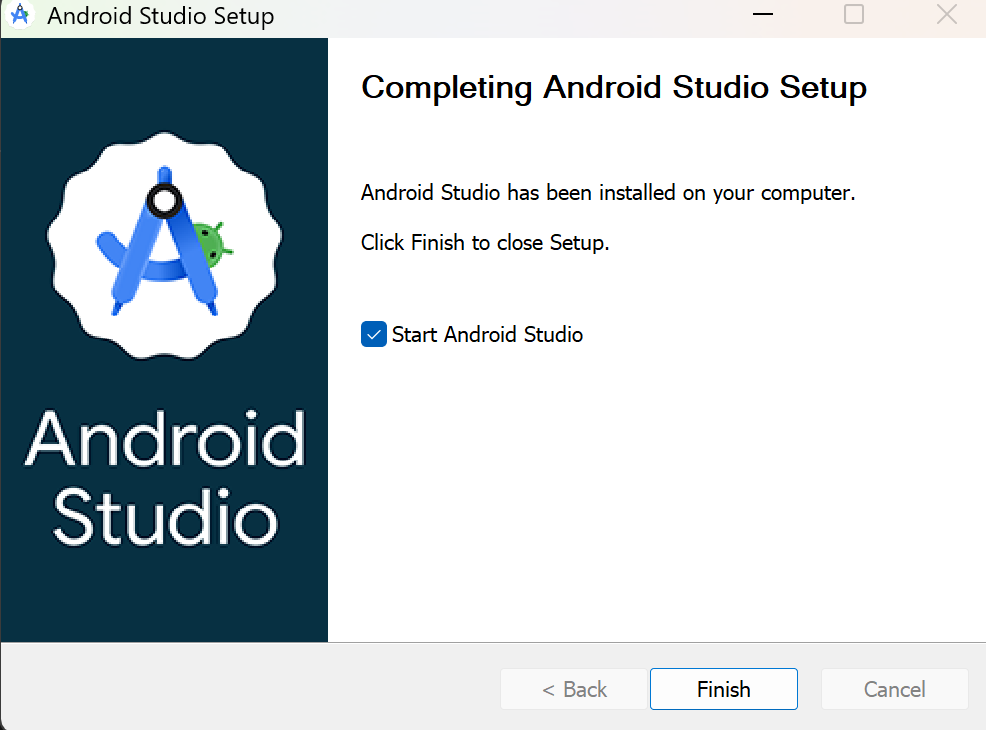 Android Studio Setup
Completing Android Studio Setup
Android Studio has been installed on your computer.
Click Finish to close Setup.
Start Android Studio
Android
Studio
< Back
Finish
Cancel